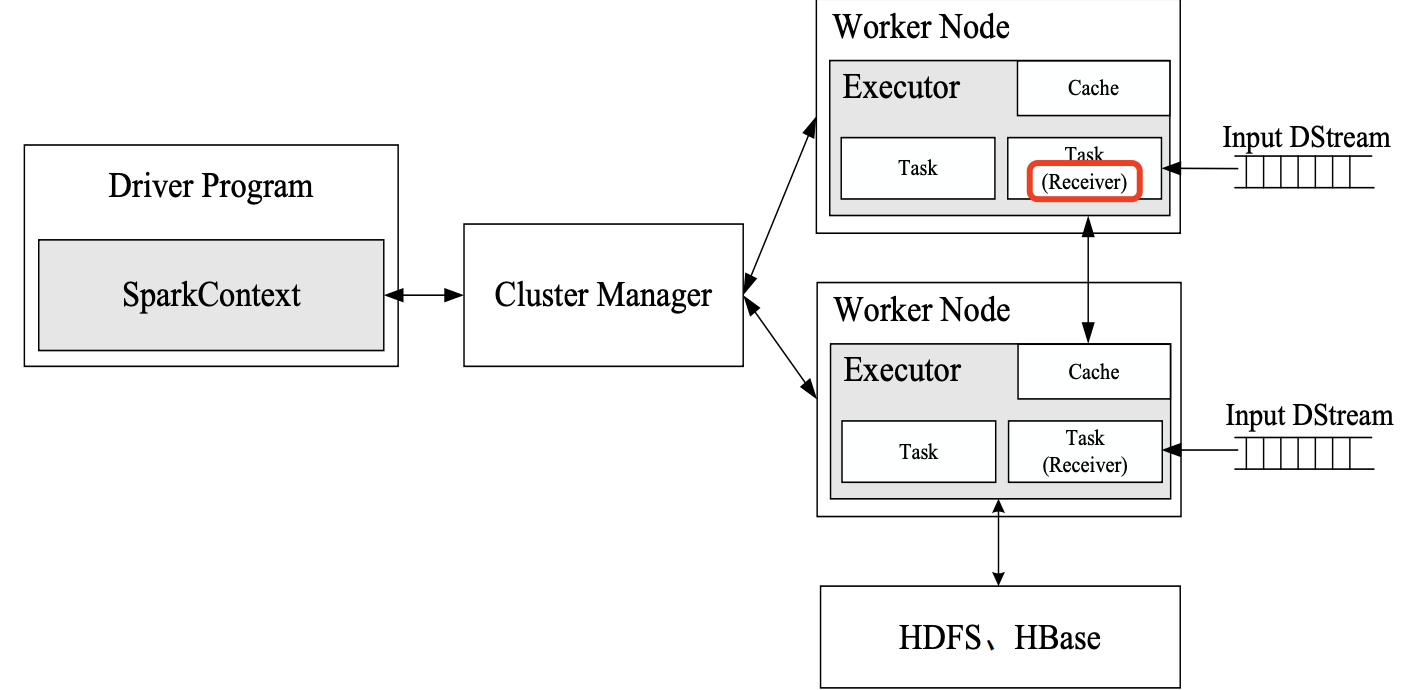 Driver Program
SparkContext
Cluster Manager
Worker Node
Executor
Cache
Task
Task
(Receiver)
Input DStream
Worker Node
Executor
Cache
Task
Task
(Receiver)
Input DStream
HDFS、HBase